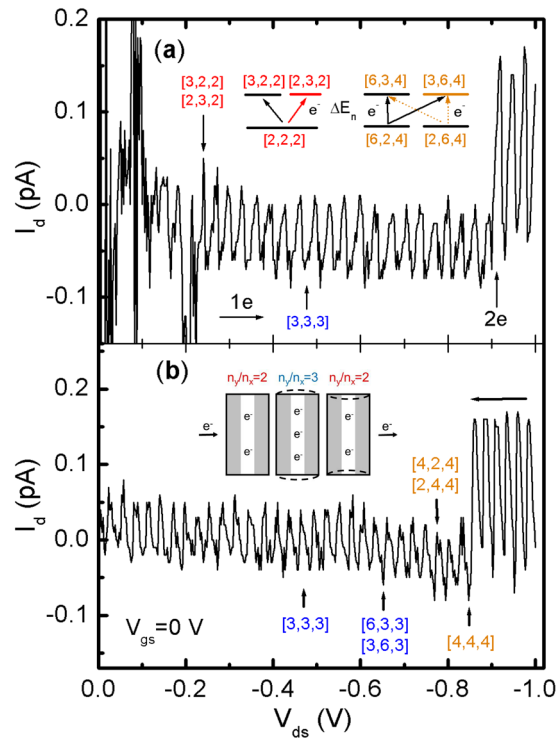 (a)
0.2
0.1
0.0
-0.1
I_d (pA)
[3,2,2]
[2,3,2]
[3,2,2] [2,3,2]
e⁻
[2,2,2]
ΔE_n
[6,3,4] [3,6,4]
e⁻ e⁻
[6,2,4] [2,6,4]
1e
[3,3,3]
2e
(b)
0.2
0.1
0.0
-0.1
I_d (pA)
n_y/n_x=2 n_y/n_x=3 n_y/n_x=2
e⁻ e⁻ e⁻
e⁻ e⁻ e⁻
e⁻ e⁻ e⁻
[4,2,4]
[2,4,4]
V_gs=0 V
[3,3,3]
[6,3,3]
[3,6,3]
[4,4,4]
0.0 -0.2 -0.4 -0.6 -0.8 -1.0
V_ds (V)